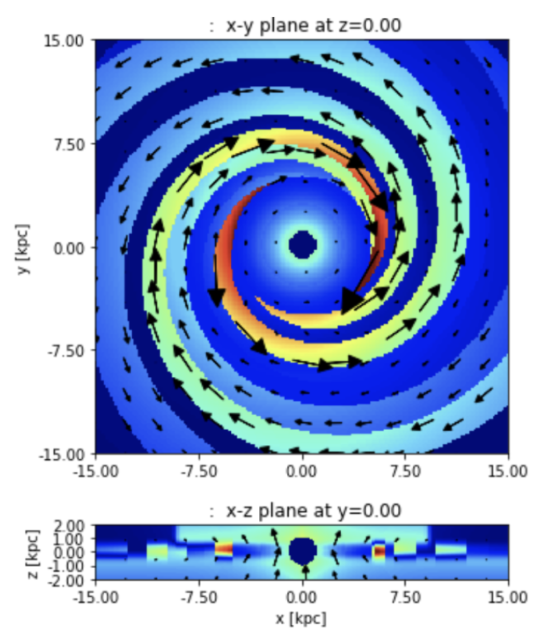 : x-y plane at z=0.00
15.00
7.50
0.00
-7.50
-15.00
y [kpc]
-15.00 -7.50 0.00 7.50 15.00
: x-z plane at y=0.00
2.00
1.00
0.00
-1.00
-2.00
z [kpc]
-15.00 -7.50 0.00 7.50 15.00
x [kpc]